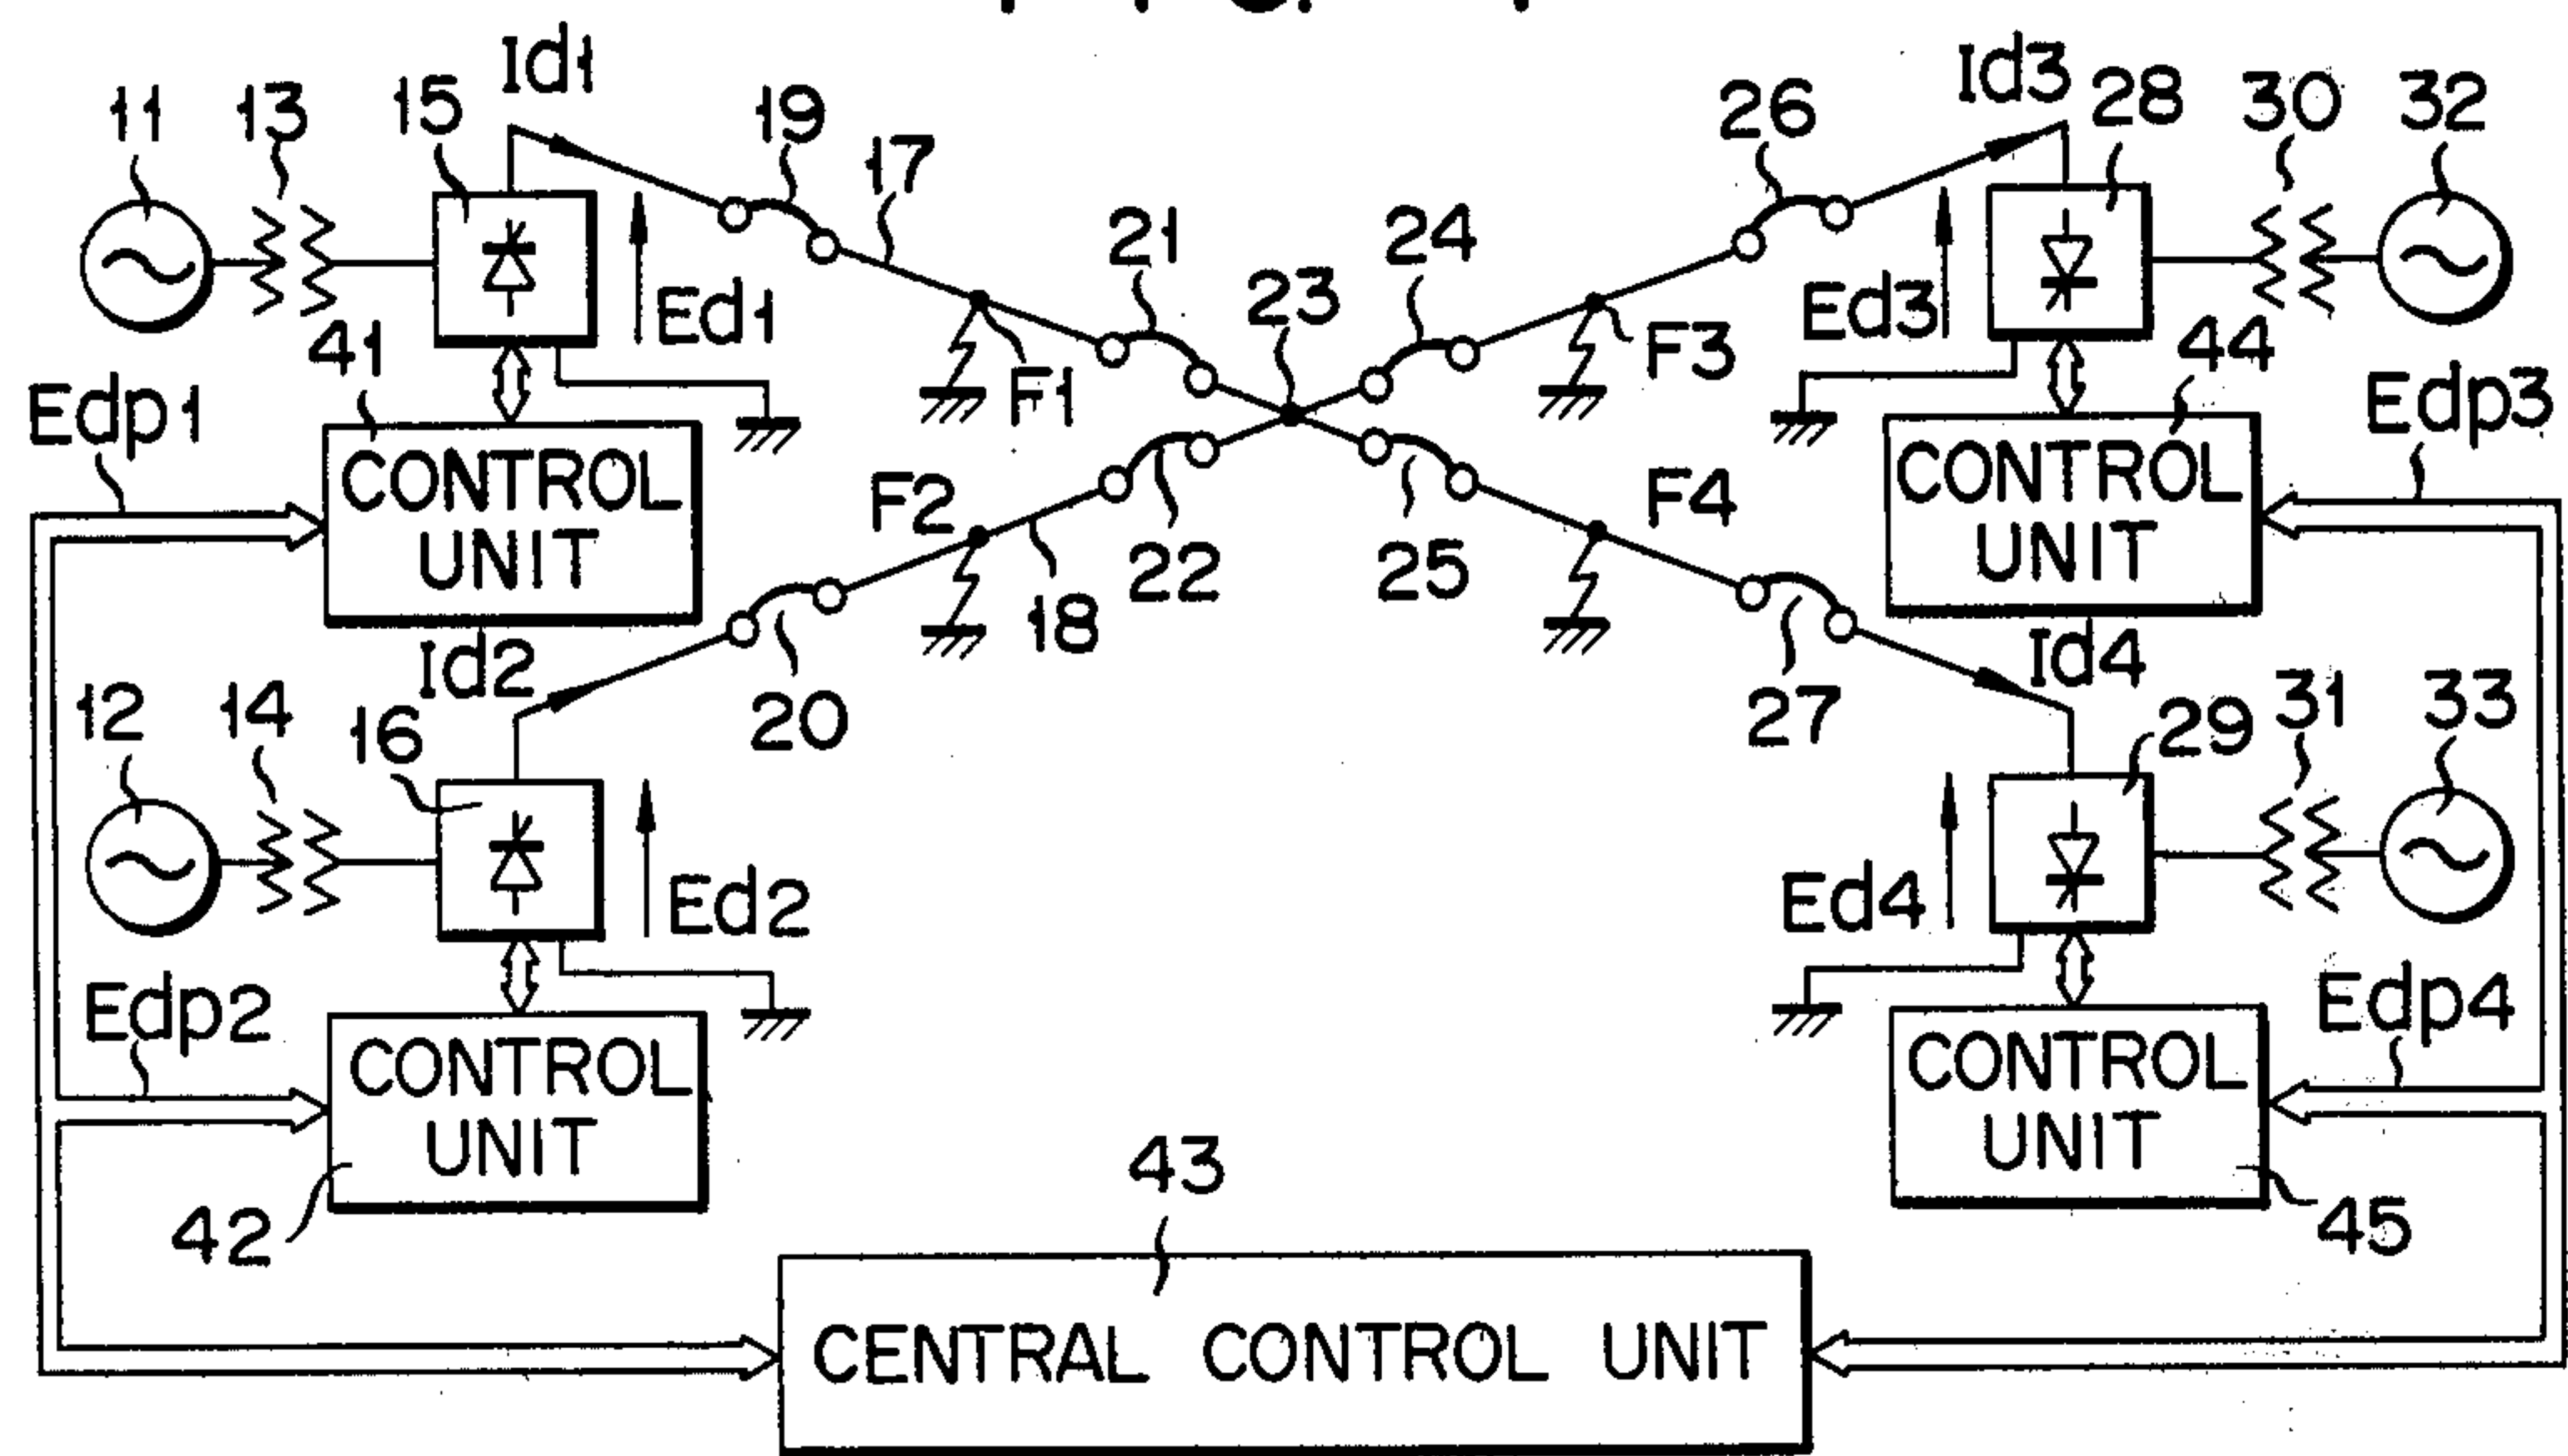 Id1
Id3
11
13
15
19
17
26
28
30
32
21
24
23
Ed1
Ed3
F1
F3
41
44
Edp1
Edp3
CONTROL
UNIT
CONTROL
UNIT
F2
F4
22
25
18
Id2
Id4
20
27
12
14
16
29
31
33
Ed2
Ed4
Edp2
Edp4
CONTROL
UNIT
CONTROL
UNIT
42
43
45
CENTRAL CONTROL UNIT